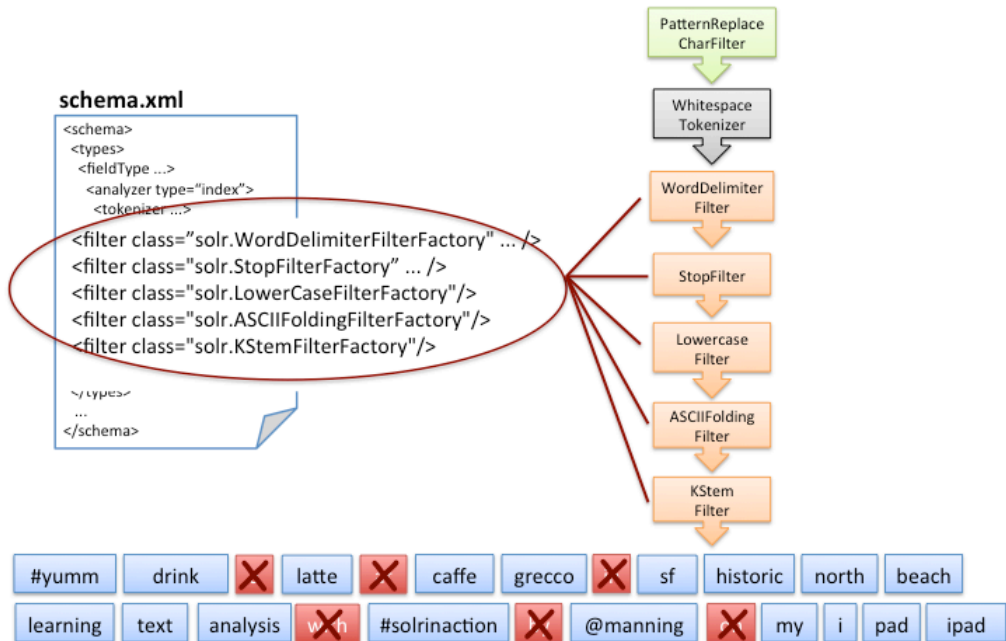 PatternReplace
CharFilter
schema.xml
<schema>
<types>
<fieldType ...>
<analyzer type=“index”>
<tokenizer ...>
<filter class=”solr.WordDelimiterFilterFactory" ... />
<filter class="solr.StopFilterFactory” ... />
<filter class="solr.LowerCaseFilterFactory"/>
<filter class="solr.ASCIIFoldingFilterFactory"/>
<filter class="solr.KStemFilterFactory"/>
</types>
...
</schema>
Whitespace
Tokenizer
WordDelimiter
Filter
StopFilter
Lowercase
Filter
ASCIIFolding
Filter
KStem
Filter
#yumm drink latte caffe grecco sf historic north beach
learning text analysis with #solrinaction @manning my i pad ipad